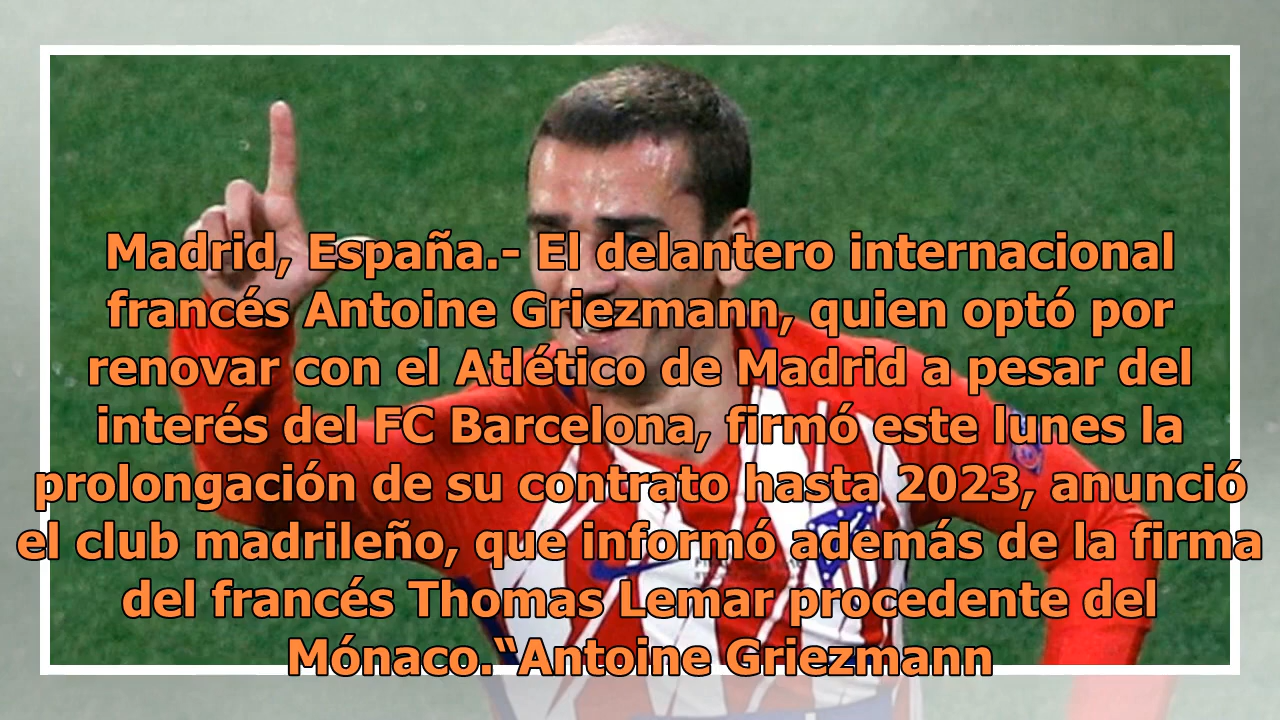 Madrid, España.- El delantero internacional
francés Antoine Griezmann, quien optó por
renovar con el Atlético de Madrid a pesar del
interés del FC Barcelona, firmó este lunes la
prolongación de su contrato hasta 2023, anunció
el club madrileño, que informó además de la firma
del francés Thomas Lemar procedente del
Mónaco.“Antoine Griezmann